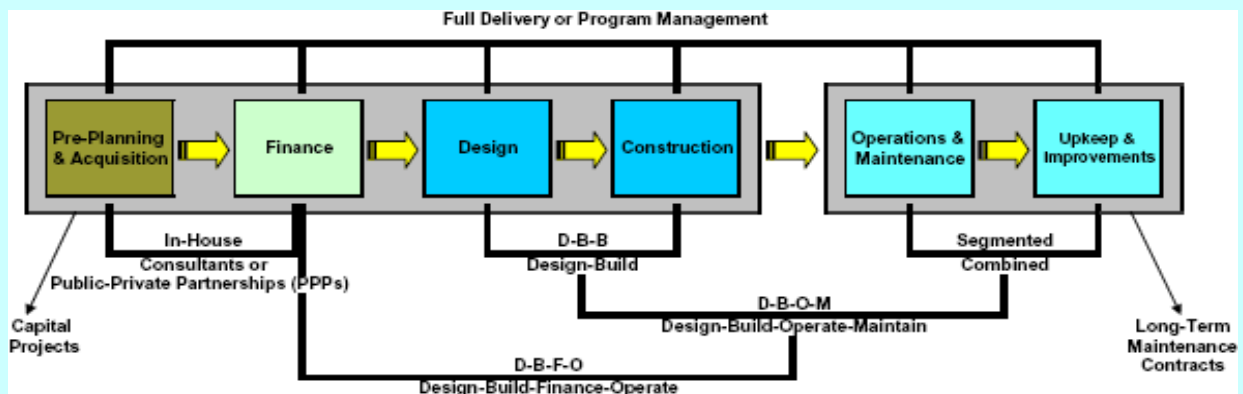 Full Delivery or Program Management
Pre-Planning
& Acquisition
Finance
Design
Construction
Operations &
Maintenance
Upkeep &
Improvements
In-House
Consultants or
Public-Private Partnerships (PPPs)
D-B-B
Design-Build
Segmented
Combined
D-B-O-M
Design-Build-Operate-Maintain
Capital
Projects
Long-Term
Maintenance
Contracts
D-B-F-O
Design-Build-Finance-Operate